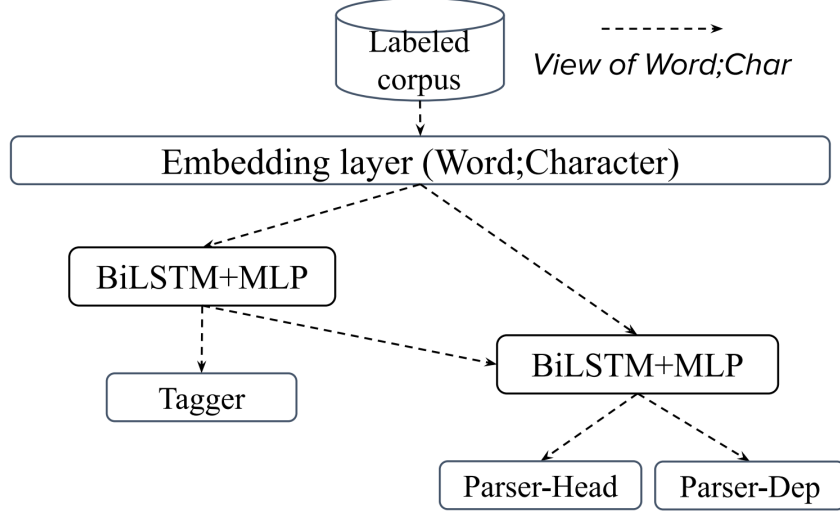 Labeled
corpus
View of Word;Char
Embedding layer (Word;Character)
BiLSTM+MLP
BiLSTM+MLP
Tagger
Parser-Head
Parser-Dep